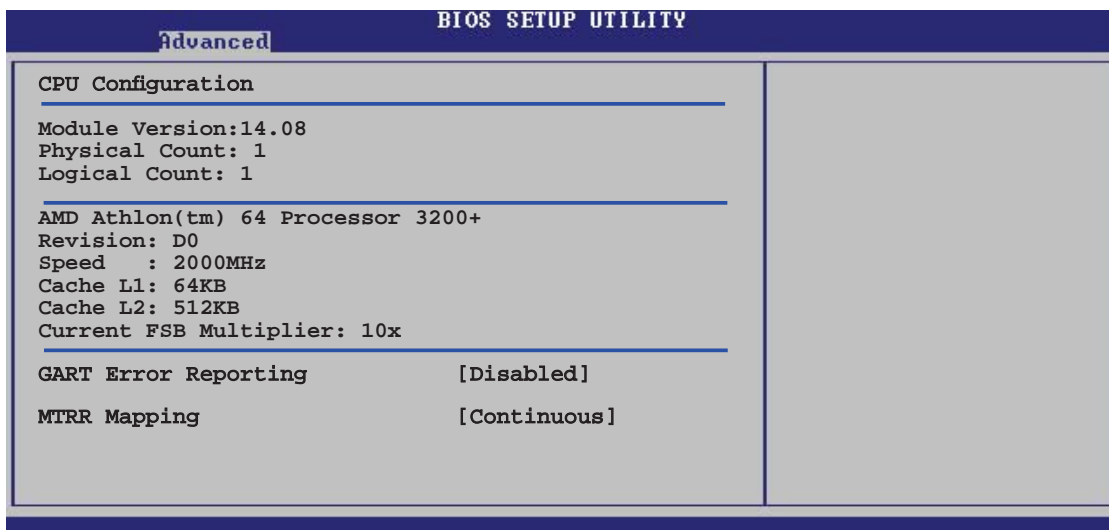 BIOS SETUP UTILITY
Advanced
CPU Configuration
Module Version:14.08
Physical Count: 1
Logical Count: 1
AMD Athlon(tm) 64 Processor 3200+
Revision: D0
Speed   : 2000MHz
Cache L1: 64KB
Cache L2: 512KB
Current FSB Multiplier: 10x
GART Error Reporting [Disabled]
MTRR Mapping [Continuous]